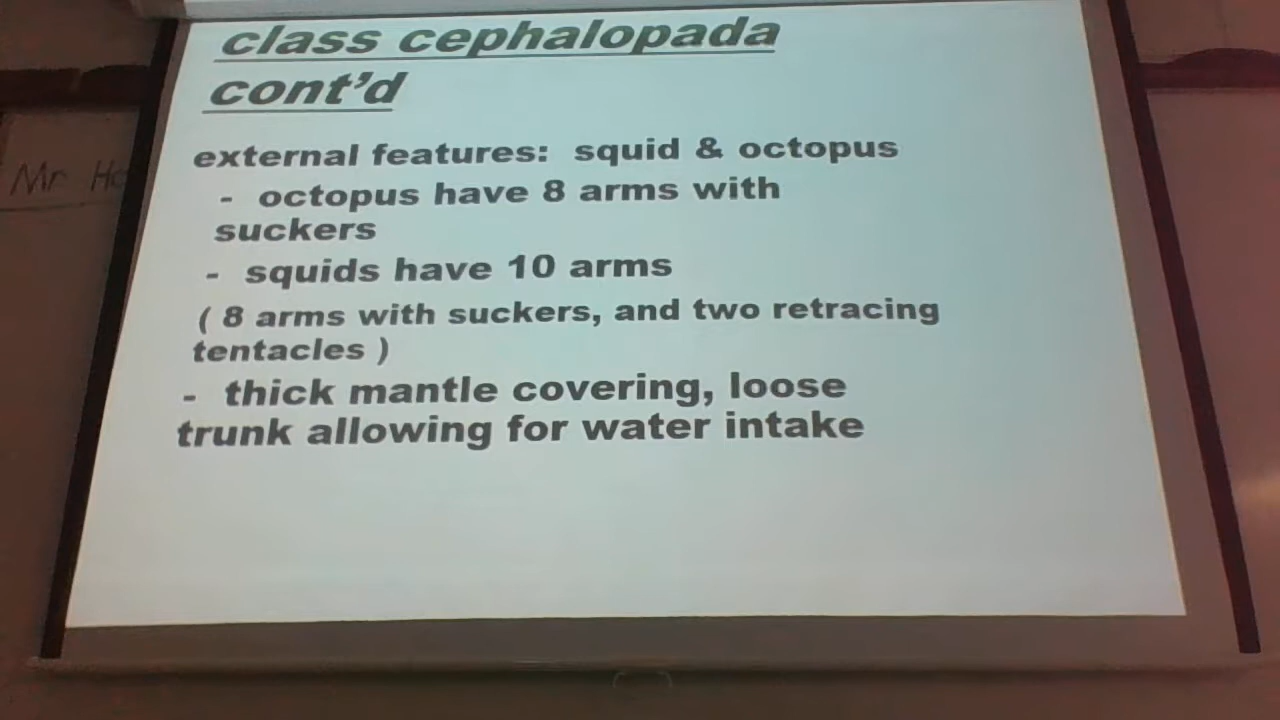 class cephalopada
cont'd
external features: squid & octopus
- octopus have 8 arms with
suckers
- squids have 10 arms
( 8 arms with suckers, and two retracing
tentacles )
- thick mantle covering, loose
trunk allowing for water intake
Mr